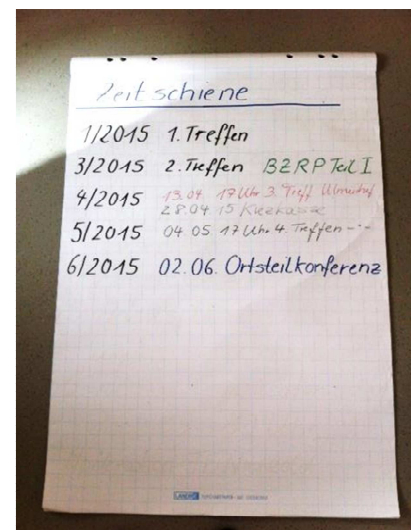 Zeitschiene
1/2015 1. Treffen
3/2015 2. Treffen BZRP Teil I
4/2015 13.04. 17 Uhr 3. Treff
28.04.15
5/2015 04.05. 17 Uhr 4. Treffen ---
6/2015 02.06. Ortsteilkonferenz
LANDRÉ